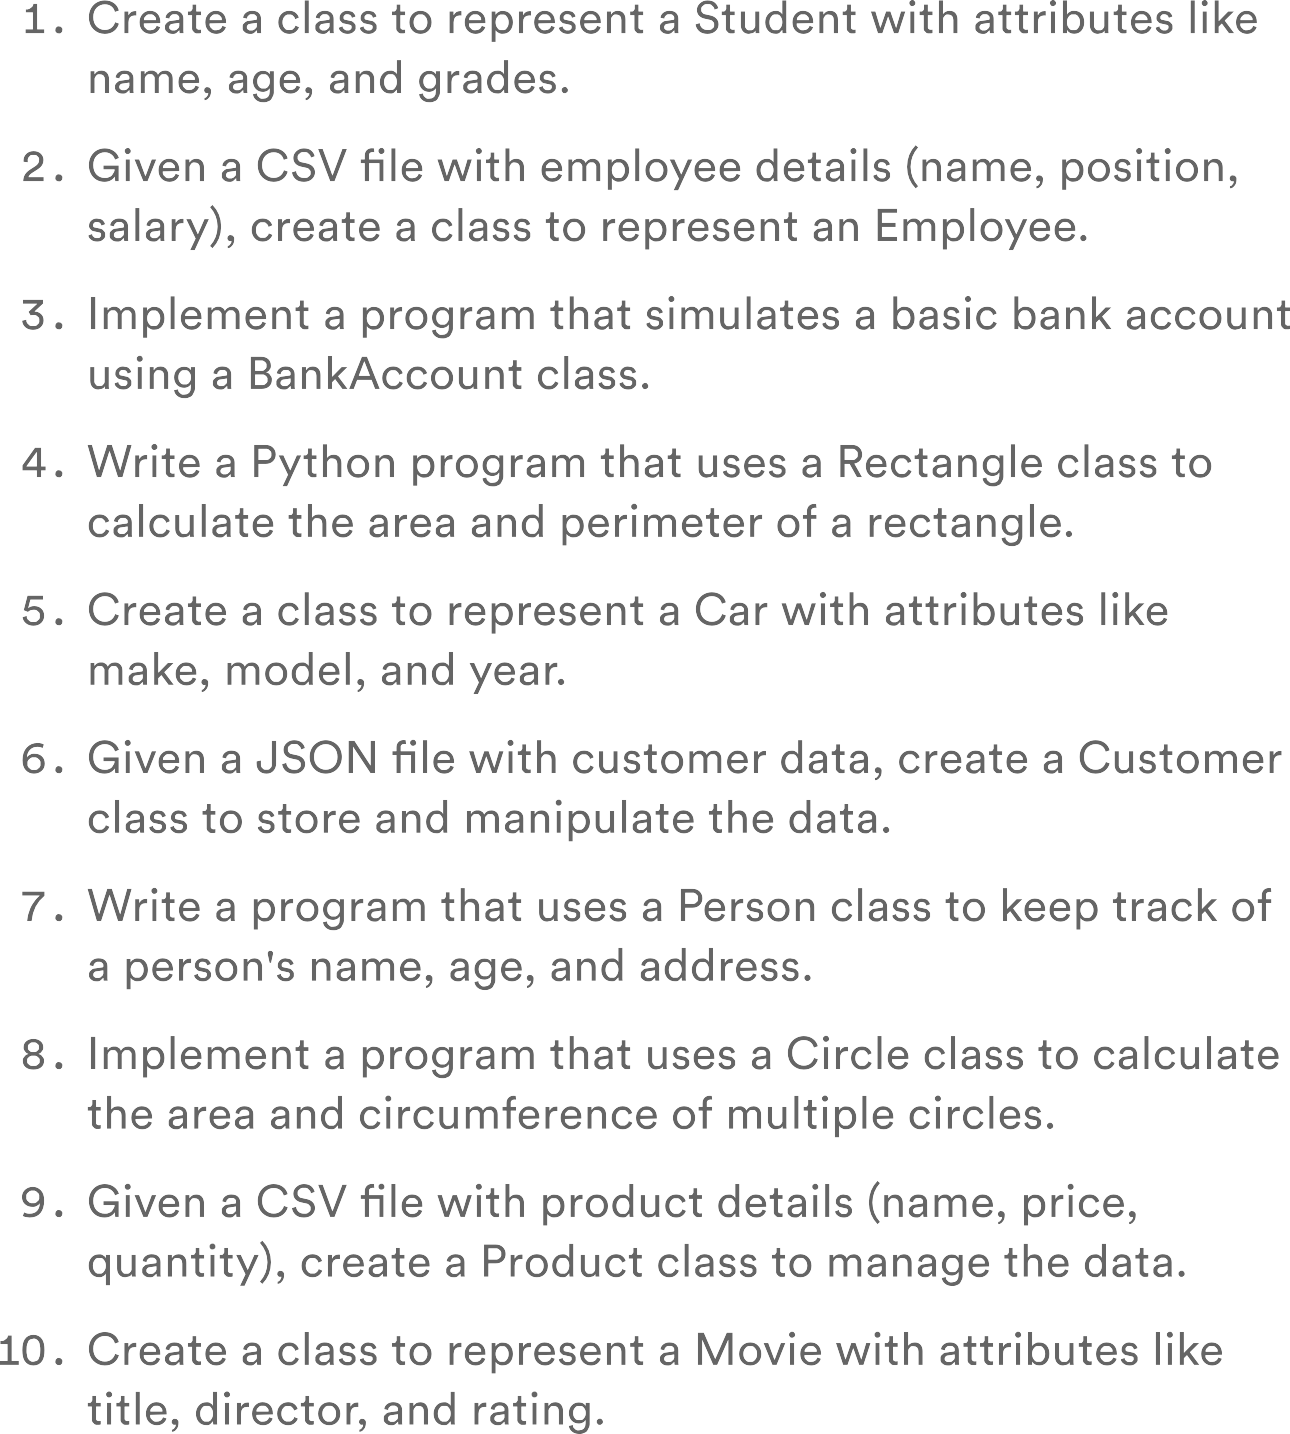 1. Create a class to represent a Student with attributes like
name, age, and grades.
2. Given a CSV file with employee details (name, position,
salary), create a class to represent an Employee.
3. Implement a program that simulates a basic bank account
using a BankAccount class.
4. Write a Python program that uses a Rectangle class to
calculate the area and perimeter of a rectangle.
5. Create a class to represent a Car with attributes like
make, model, and year.
6. Given a JSON file with customer data, create a Customer
class to store and manipulate the data.
7. Write a program that uses a Person class to keep track of
a person's name, age, and address.
8. Implement a program that uses a Circle class to calculate
the area and circumference of multiple circles.
9. Given a CSV file with product details (name, price,
quantity), create a Product class to manage the data.
10. Create a class to represent a Movie with attributes like
title, director, and rating.